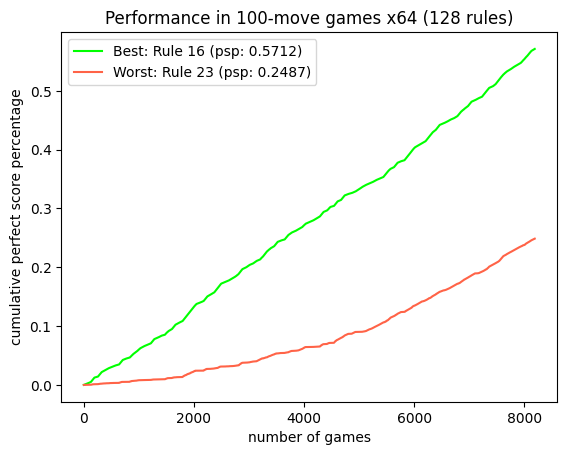 Performance in 100-move games x64 (128 rules)
Best: Rule 16 (psp: 0.5712)
Worst: Rule 23 (psp: 0.2487)
cumulative perfect score percentage
0.5
0.4
0.3
0.2
0.1
0.0
0 2000 4000 6000 8000
number of games